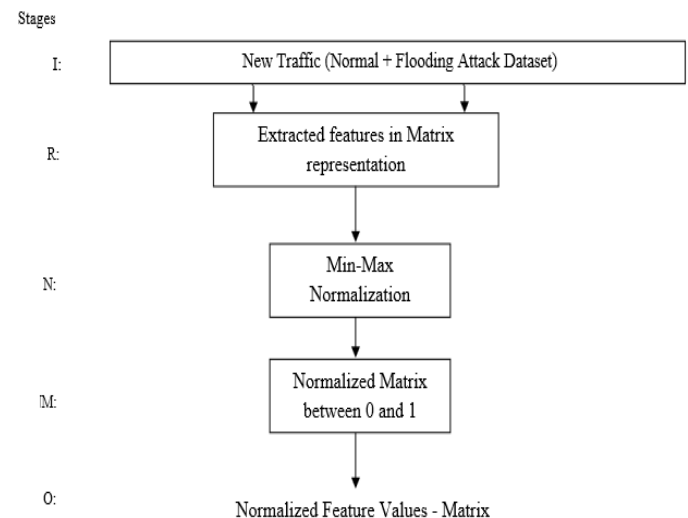 Stages
I:
New Traffic (Normal + Flooding Attack Dataset)
R:
Extracted features in Matrix
representation
N:
Min-Max
Normalization
M:
Normalized Matrix
between 0 and 1
O:
Normalized Feature Values - Matrix